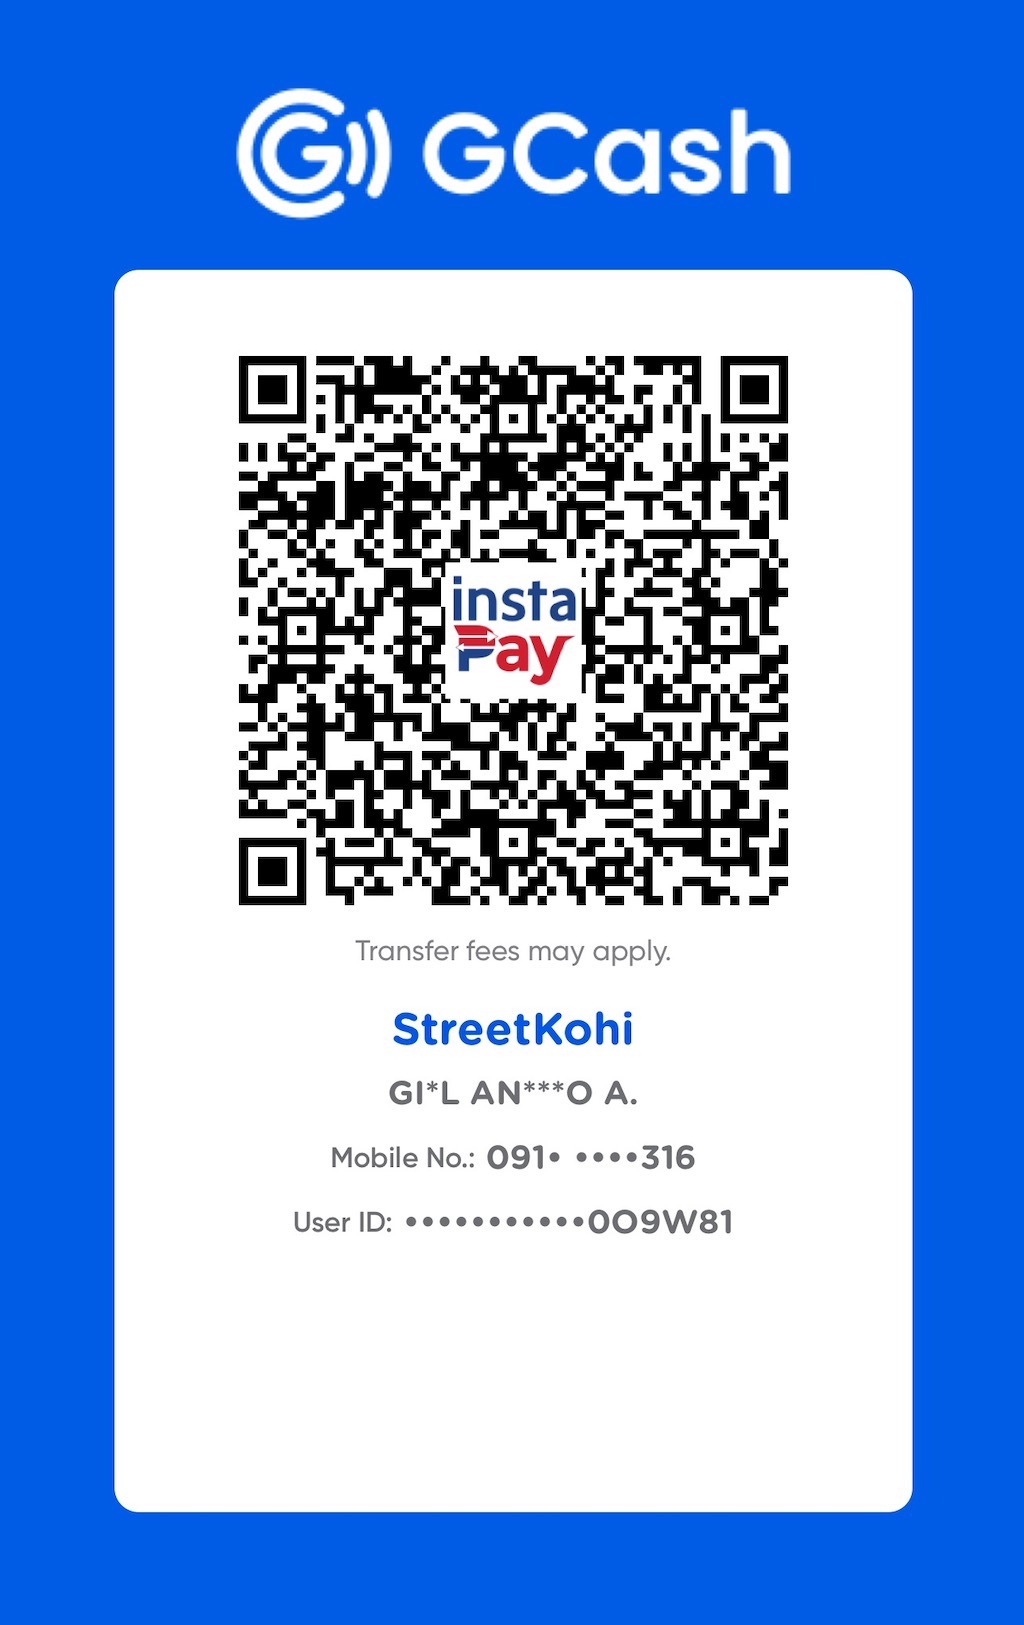 GCash
insta
Pay
Transfer fees may apply.
StreetKohi
GI*L AN***O A.
Mobile No.: 091• ••••316
User ID: •••••••••••0O9W81